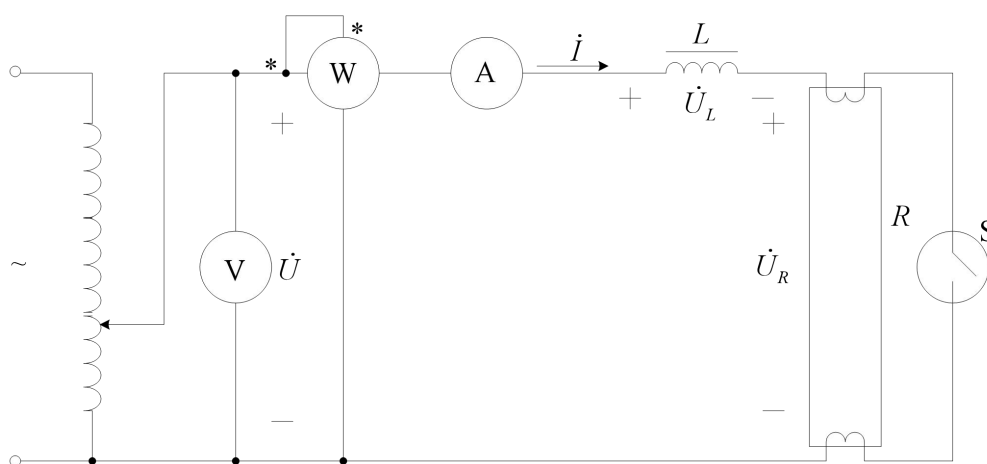 *
*
W
A
İ
L
+
+
U̇_L
—
+
~
V
U̇
U̇_R
R
S
—
—